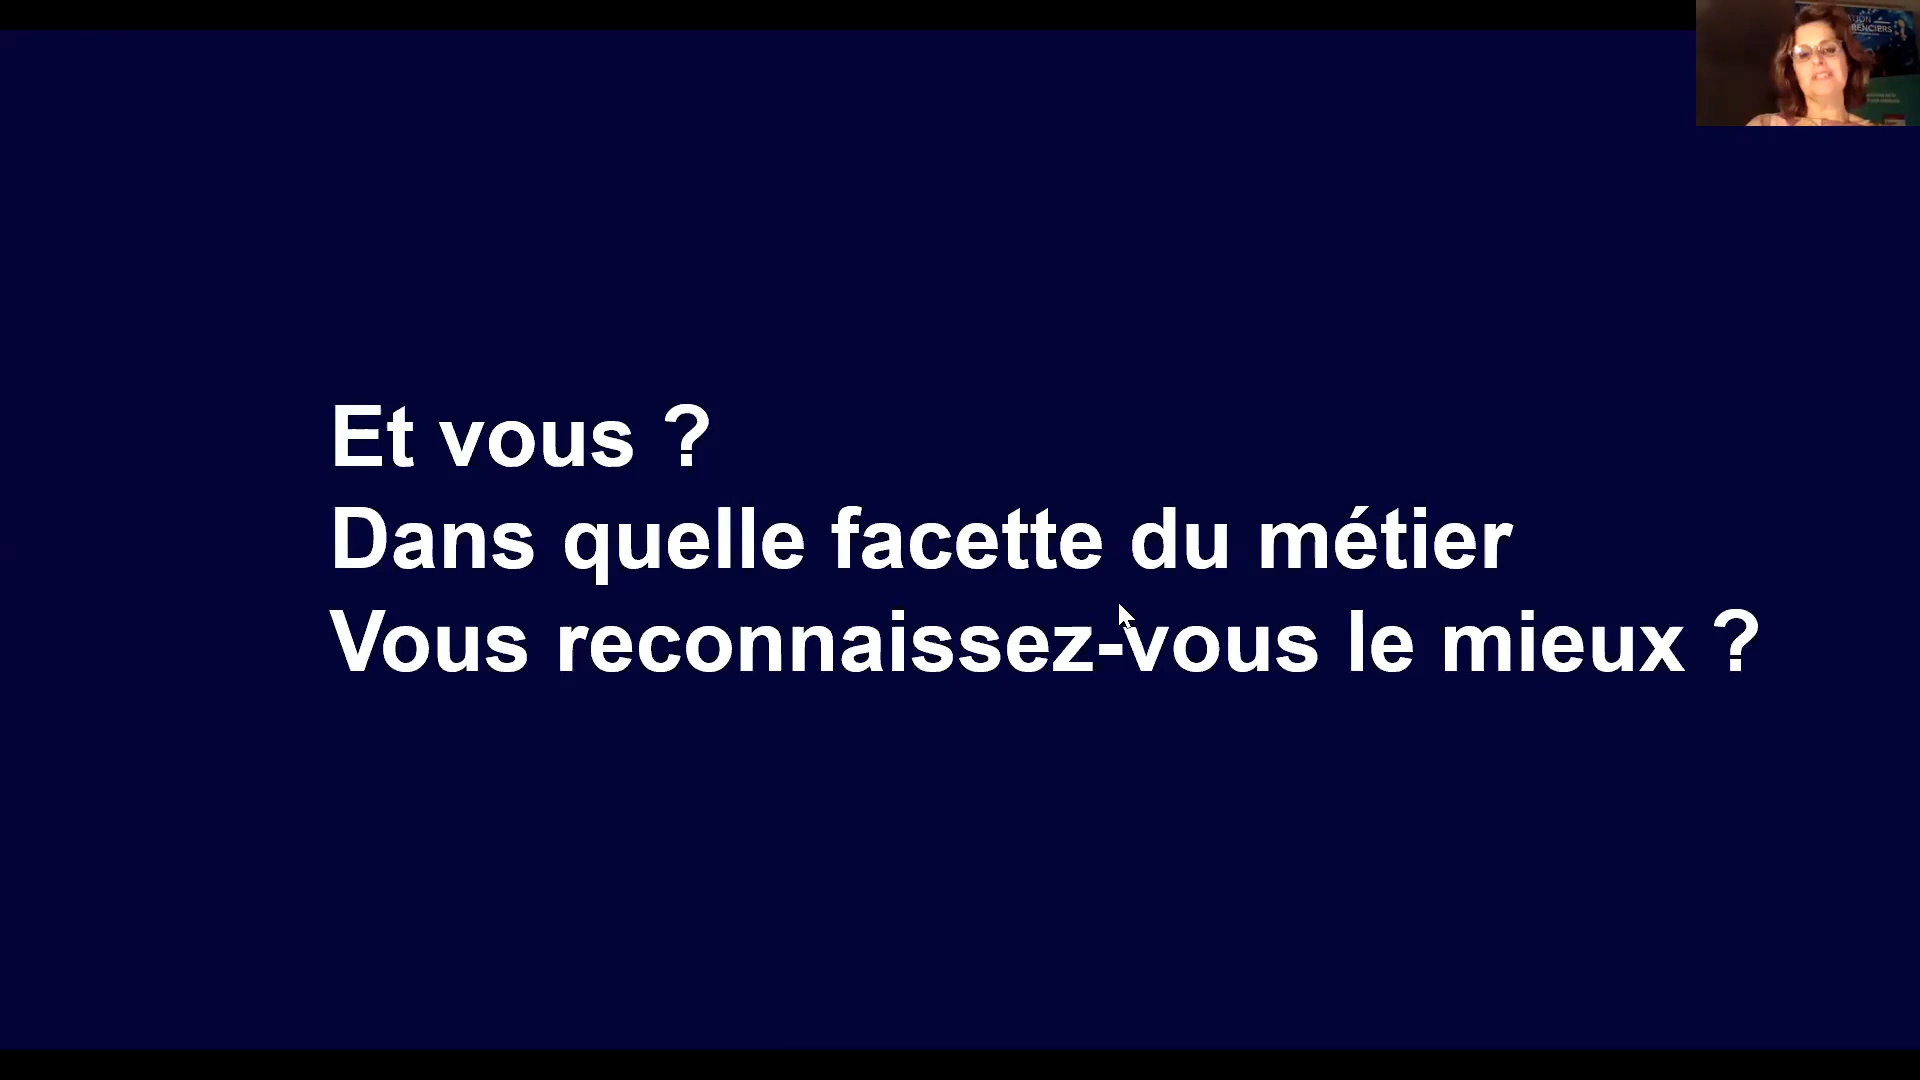 Et vous ?
Dans quelle facette du métier
Vous reconnaissez-vous le mieux ?